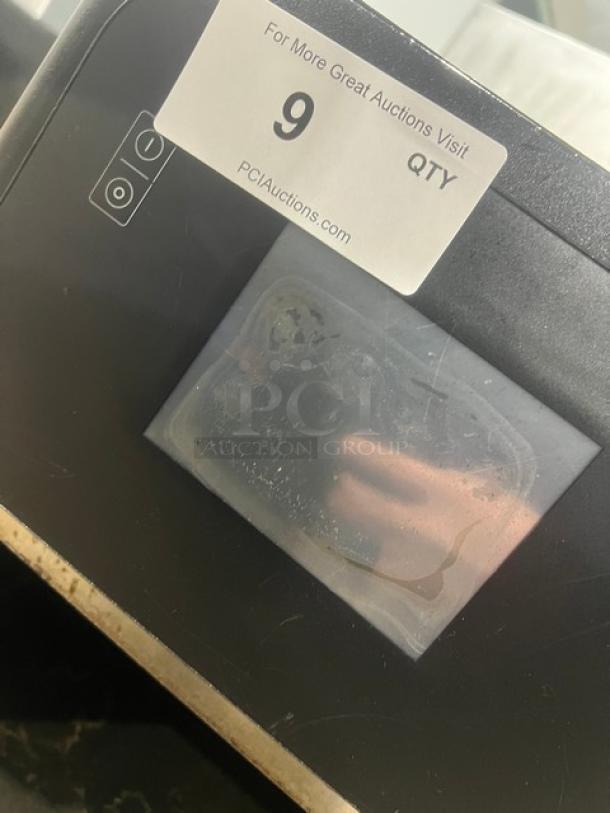 For More Great Auctions Visit
9
QTY
PCIAuctions.com
PCI
AUCTION GROUP